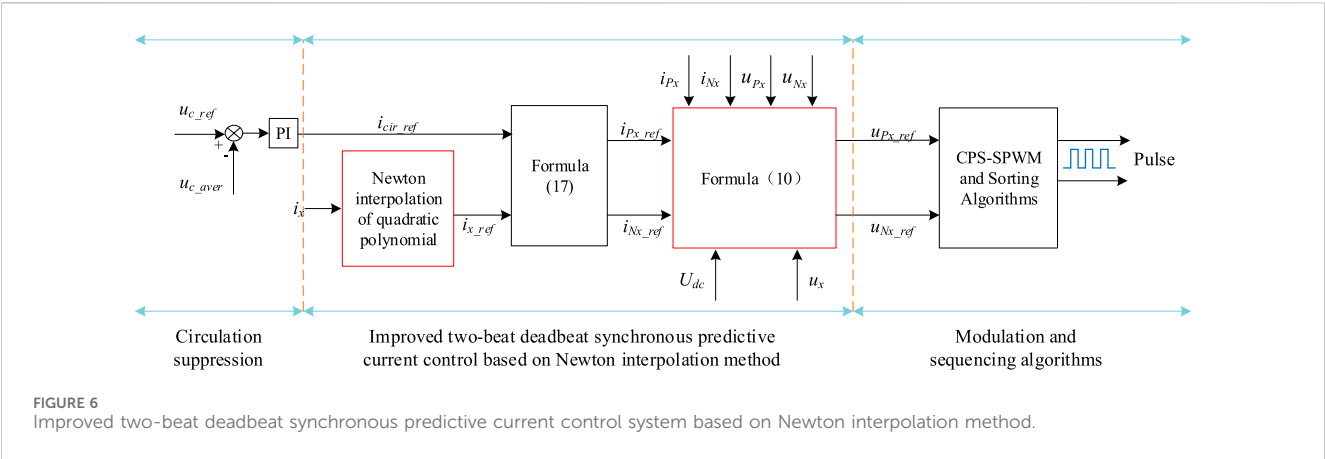 i_Px i_Nx u_Px u_Nx
u_c_ref
+
-
PI
i_cir_ref
u_c_aver
i_x
Newton
interpolation
of quadratic
polynomial
i_x_ref
Formula
(17)
i_Px_ref
i_Nx_ref
Formula（10）
U_dc
u_x
u_Px_ref
u_Nx_ref
CPS-SPWM
and Sorting
Algorithms
Pulse
Circulation
suppression
Improved two-beat deadbeat synchronous predictive
current control based on Newton interpolation method
Modulation and
sequencing algorithms
FIGURE 6
Improved two-beat deadbeat synchronous predictive current control system based on Newton interpolation method.